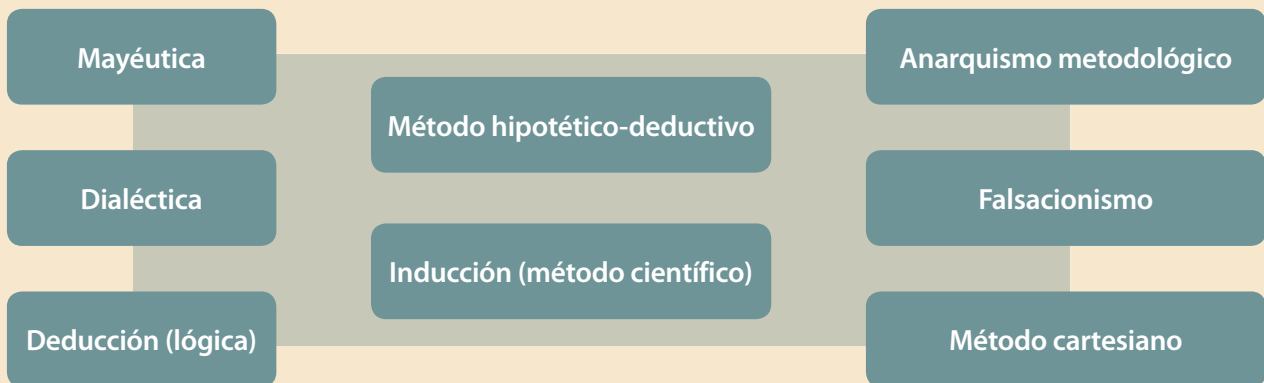 Mayéutica
Dialéctica
Deducción (lógica)
Método hipotético-deductivo
Inducción (método científico)
Anarquismo metodológico
Falsacionismo
Método cartesiano